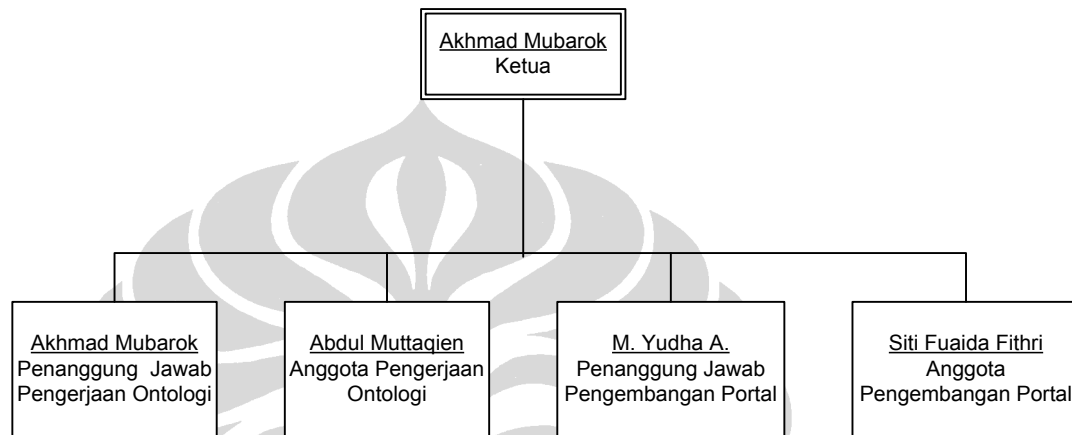 Akhmad Mubarok
Ketua
Akhmad Mubarok
Penanggung Jawab
Pengerjaan Ontologi
Abdul Muttaqien
Anggota Pengerjaan
Ontologi
M. Yudha A.
Penanggung Jawab
Pengembangan Portal
Siti Fuaida Fithri
Anggota
Pengembangan Portal